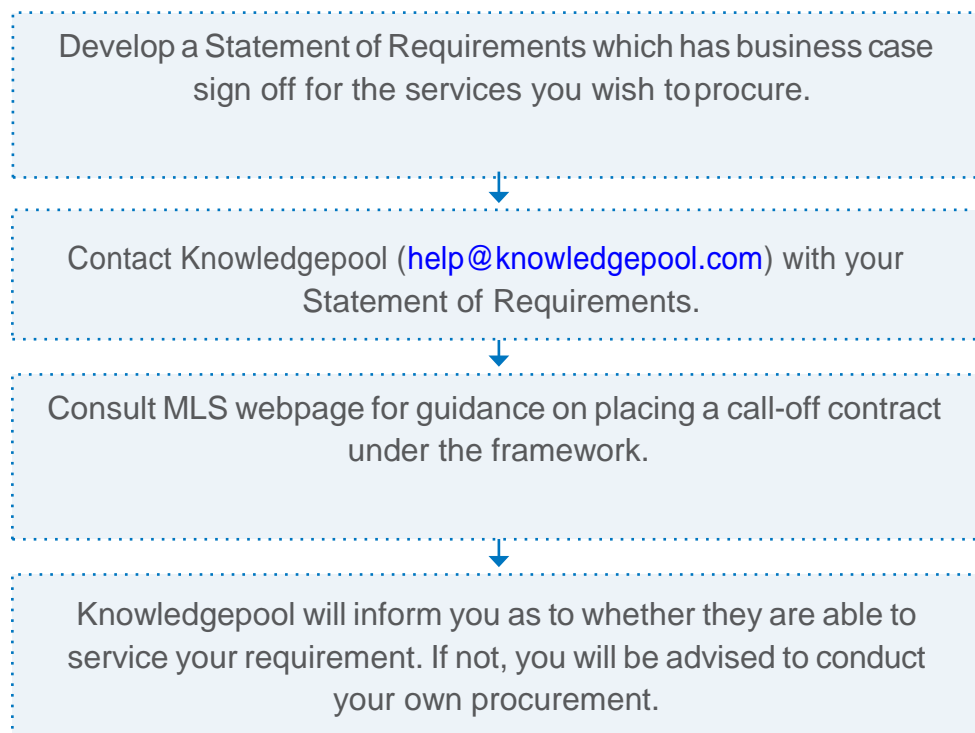 Develop a Statement of Requirements which has business case
sign off for the services you wish toprocure.
Contact Knowledgepool (help@knowledgepool.com) with your
Statement of Requirements.
Consult MLS webpage for guidance on placing a call-off contract
under the framework.
Knowledgepool will inform you as to whether they are able to
service your requirement. If not, you will be advised to conduct
your own procurement.